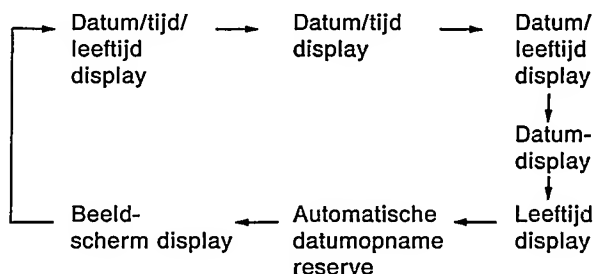 Datum/tijd/
leeftijd
display
Datum/tijd
display
Datum/
leeftijd
display
Datum-
display
Leeftijd
display
Automatische
datumopname
reserve
Beeld-
scherm display